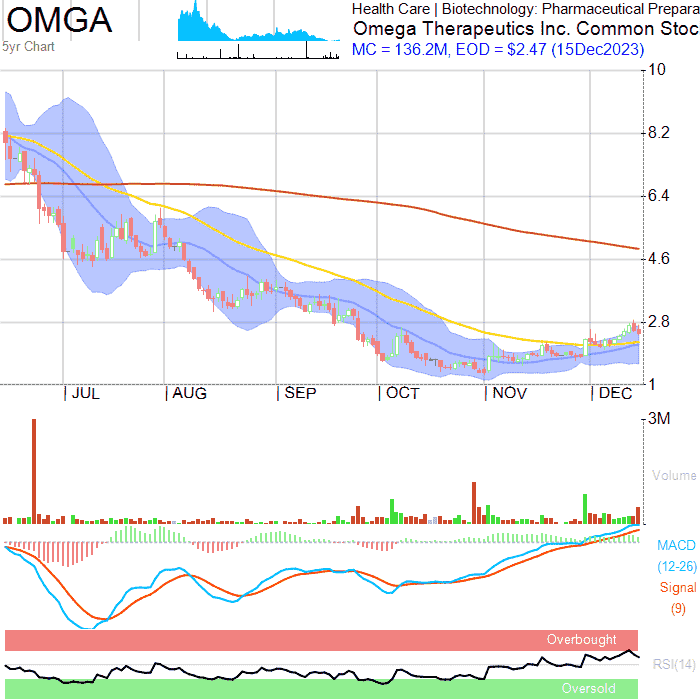 OMGA
5yr Chart
Health Care | Biotechnology: Pharmaceutical Prepara
Omega Therapeutics Inc. Common Stoc
MC = 136.2M, EOD = $2.47 (15Dec2023)
10
8.2
6.4
4.6
2.8
1
JUL AUG SEP OCT NOV DEC
3M
Volume
MACD
(12-26)
Signal
(9)
Overbought
RSI(14)
Oversold